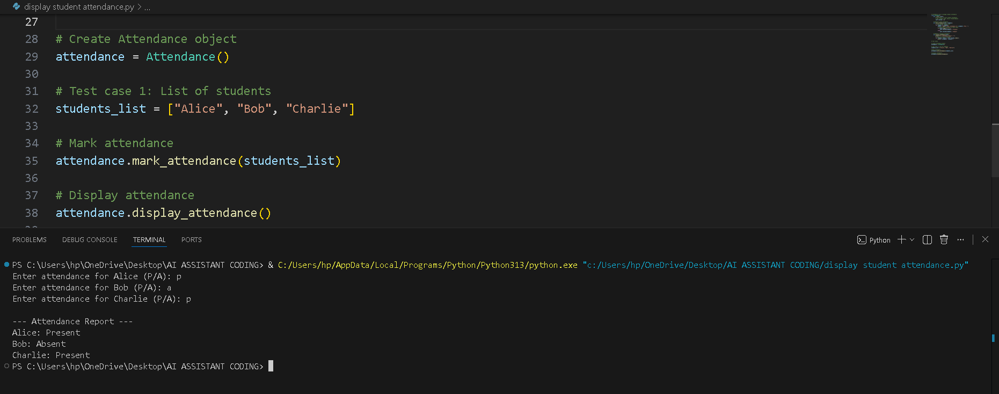 display student attendance.py > ...
27
28 # Create Attendance object
29 attendance = Attendance()
30
31 # Test case 1: List of students
32 students_list = ["Alice", "Bob", "Charlie"]
33
34 # Mark attendance
35 attendance.mark_attendance(students_list)
36
37 # Display attendance
38 attendance.display_attendance()
PROBLEMS DEBUG CONSOLE TERMINAL PORTS Python
PS C:\Users\hp\OneDrive\Desktop\AI ASSISTANT CODING> & C:/Users/hp/AppData/Local/Programs/Python/Python313/python.exe "c:/Users/hp/OneDrive/Desktop/AI ASSISTANT CODING/display student attendance.py"
Enter attendance for Alice (P/A): p
Enter attendance for Bob (P/A): a
Enter attendance for Charlie (P/A): p
--- Attendance Report ---
Alice: Present
Bob: Absent
Charlie: Present
PS C:\Users\hp\OneDrive\Desktop\AI ASSISTANT CODING>